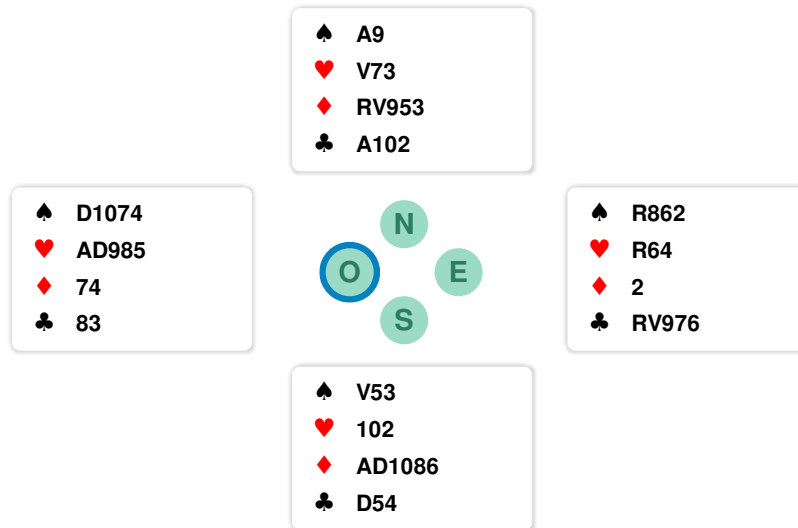 ♠ A9
♥ V73
♦ RV953
♣ A102
♠ D1074
♥ AD985
♦ 74
♣ 83
N
O E
S
♠ R862
♥ R64
♦ 2
♣ RV976
♠ V53
♥ 102
♦ AD1086
♣ D54